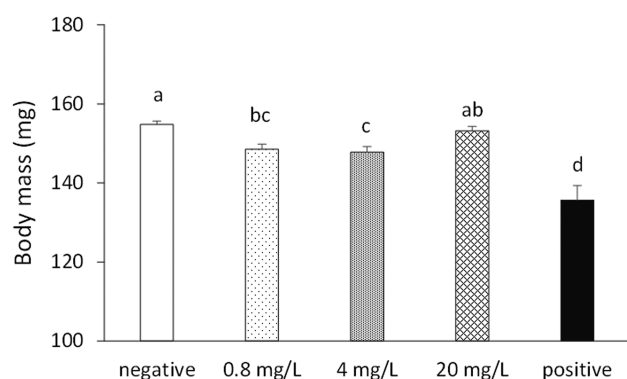 180
160
140
120
100
Body mass (mg)
a
bc
c
ab
d
negative
0.8 mg/L
4 mg/L
20 mg/L
positive